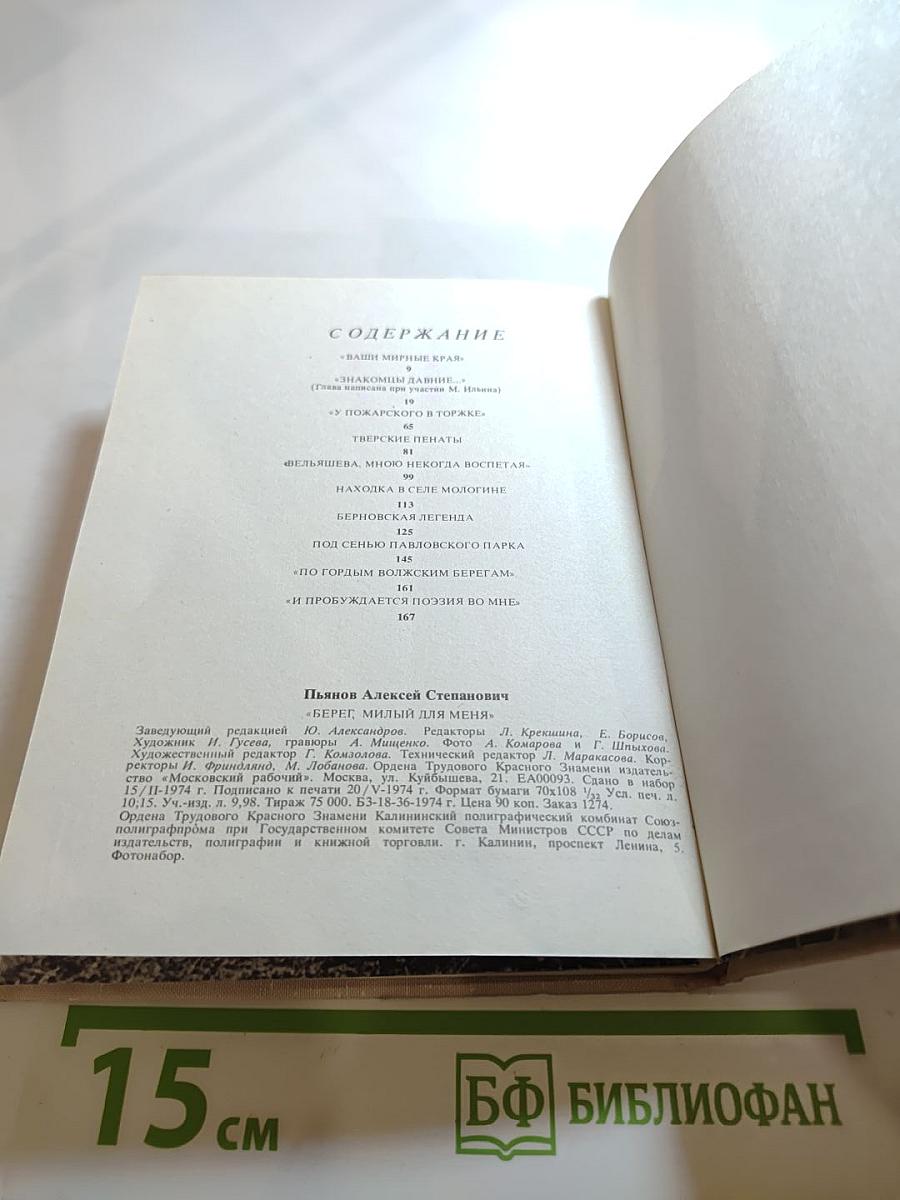 СОДЕРЖАНИЕ
«ВАШИ МИРНЫЕ КРАЯ»
9
«ЗНАКОМЦЫ ДАВНИЕ...»
(Глава написана при участии М. Ильина)
19
«У ПОЖАРСКОГО В ТОРЖКЕ»
65
ТВЕРСКИЕ ПЕНАТЫ
81
«ВЕЛЬЯШЕВА, МНОЮ НЕКОГДА ВОСПЕТАЯ»
99
НАХОДКА В СЕЛЕ МОЛОГИНЕ
113
БЕРНОВСКАЯ ЛЕГЕНДА
125
ПОД СЕНЬЮ ПАВЛОВСКОГО ПАРКА
145
«ПО ГОРДЫМ ВОЛЖСКИМ БЕРЕГАМ»
161
«И ПРОБУЖДАЕТСЯ ПОЭЗИЯ ВО МНЕ»
167
Пьянов Алексей Степанович
«БЕРЕГ, МИЛЫЙ ДЛЯ МЕНЯ»
Заведующий редакцией Ю. Александров. Редакторы Л. Крекшина, Е. Борисов,
Художник И. Гусева, гравюры А. Мищенко. Фото А. Комарова и Г. Шпыхова.
Художественный редактор Г. Комзолова. Технический редактор Л. Маракасова. Кор-
ректоры И. Фринлянд, М. Лобанова. Ордена Трудового Красного Знамени издатель-
ство «Московский рабочий». Москва, ул. Куйбышева, 21. ЕА00093. Сдано в набор
15/II-1974 г. Подписано к печати 20/V-1974 г. Формат бумаги 70х108 1/32 Усл. печ. л.
10,15. Уч.-изд. л. 9,98. Тираж 75 000. БЗ-18-36-1974 г. Цена 90 коп. Заказ 1274.
Ордена Трудового Красного Знамени Калининский полиграфический комбинат Союз-
полиграфпрома при Государственном комитете Совета Министров СССР по делам
издательств, полиграфии и книжной торговли. г. Калинин, проспект Ленина, 5.
Фотонабор.
15 см
БФ БИБЛИОФАН